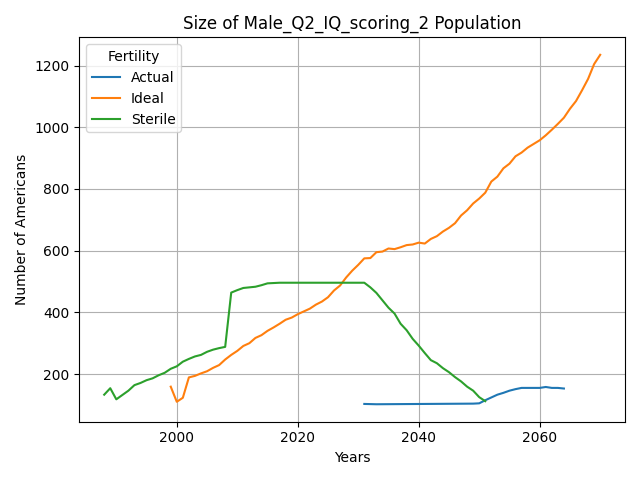 Size of Male_Q2_IQ_scoring_2 Population
Fertility
Actual
Ideal
Sterile
Number of Americans
1200
1000
800
600
400
200
2000
2020
2040
2060
Years